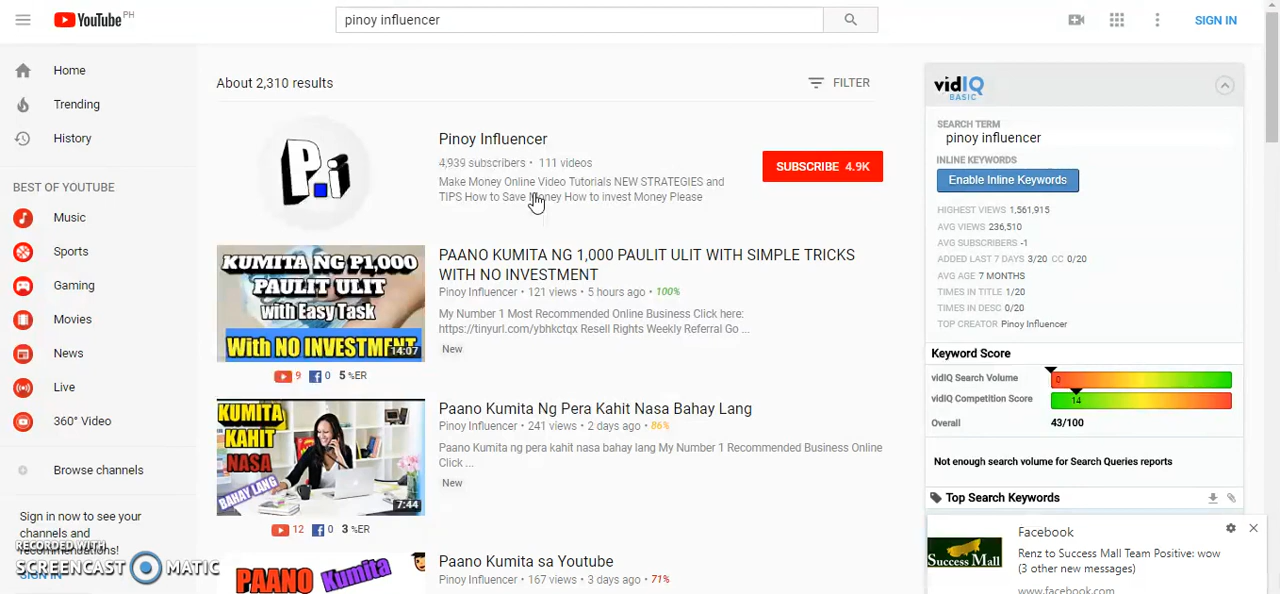 YouTube PH
pinoy influencer
SIGN IN
Home
Trending
History
BEST OF YOUTUBE
Music
Sports
Gaming
Movies
News
Live
360° Video
Browse channels
Sign in now to see your
channels and
recommendations!
SIGN IN
RECORDED WITH
SCREENCAST MATIC
About 2,310 results
FILTER
P.i
Pinoy Influencer
4,939 subscribers • 111 videos
Make Money Online Video Tutorials NEW STRATEGIES and
TIPS How to Save Money How to invest Money Please
SUBSCRIBE 4.9K
KUMITA NG P1,000
PAULIT ULIT
with Easy Task
With NO INVESTMENT
14:07
9 0 5 %ER
PAANO KUMITA NG 1,000 PAULIT ULIT WITH SIMPLE TRICKS
WITH NO INVESTMENT
Pinoy Influencer • 121 views • 5 hours ago • 100%
My Number 1 Most Recommended Online Business Click here:
https://tinyurl.com/ybhkctqx Resell Rights Weekly Referral Go ...
New
KUMITA
KAHIT
NASA
BAHAY LANG
7:44
12 0 3 %ER
Paano Kumita Ng Pera Kahit Nasa Bahay Lang
Pinoy Influencer • 241 views • 2 days ago • 86%
Paano Kumita ng pera kahit nasa bahay lang My Number 1 Recommended Business Online
Click ...
New
PAANO Kumita
Paano Kumita sa Youtube
Pinoy Influencer • 167 views • 3 days ago • 71%
vidIQ
BASIC
SEARCH TERM
pinoy influencer
INLINE KEYWORDS
Enable Inline Keywords
HIGHEST VIEWS 1,561,915
AVG VIEWS 236,510
AVG SUBSCRIBERS -1
ADDED LAST 7 DAYS 3/20 CC 0/20
AVG AGE 7 MONTHS
TIMES IN TITLE 1/20
TIMES IN DESC 0/20
TOP CREATOR Pinoy Influencer
Keyword Score
vidIQ Search Volume 0
vidIQ Competition Score 14
Overall 43/100
Not enough search volume for Search Queries reports
Top Search Keywords
Success Mall
Facebook
Renz to Success Mall Team Positive: wow
(3 other new messages)
www.facebook.com